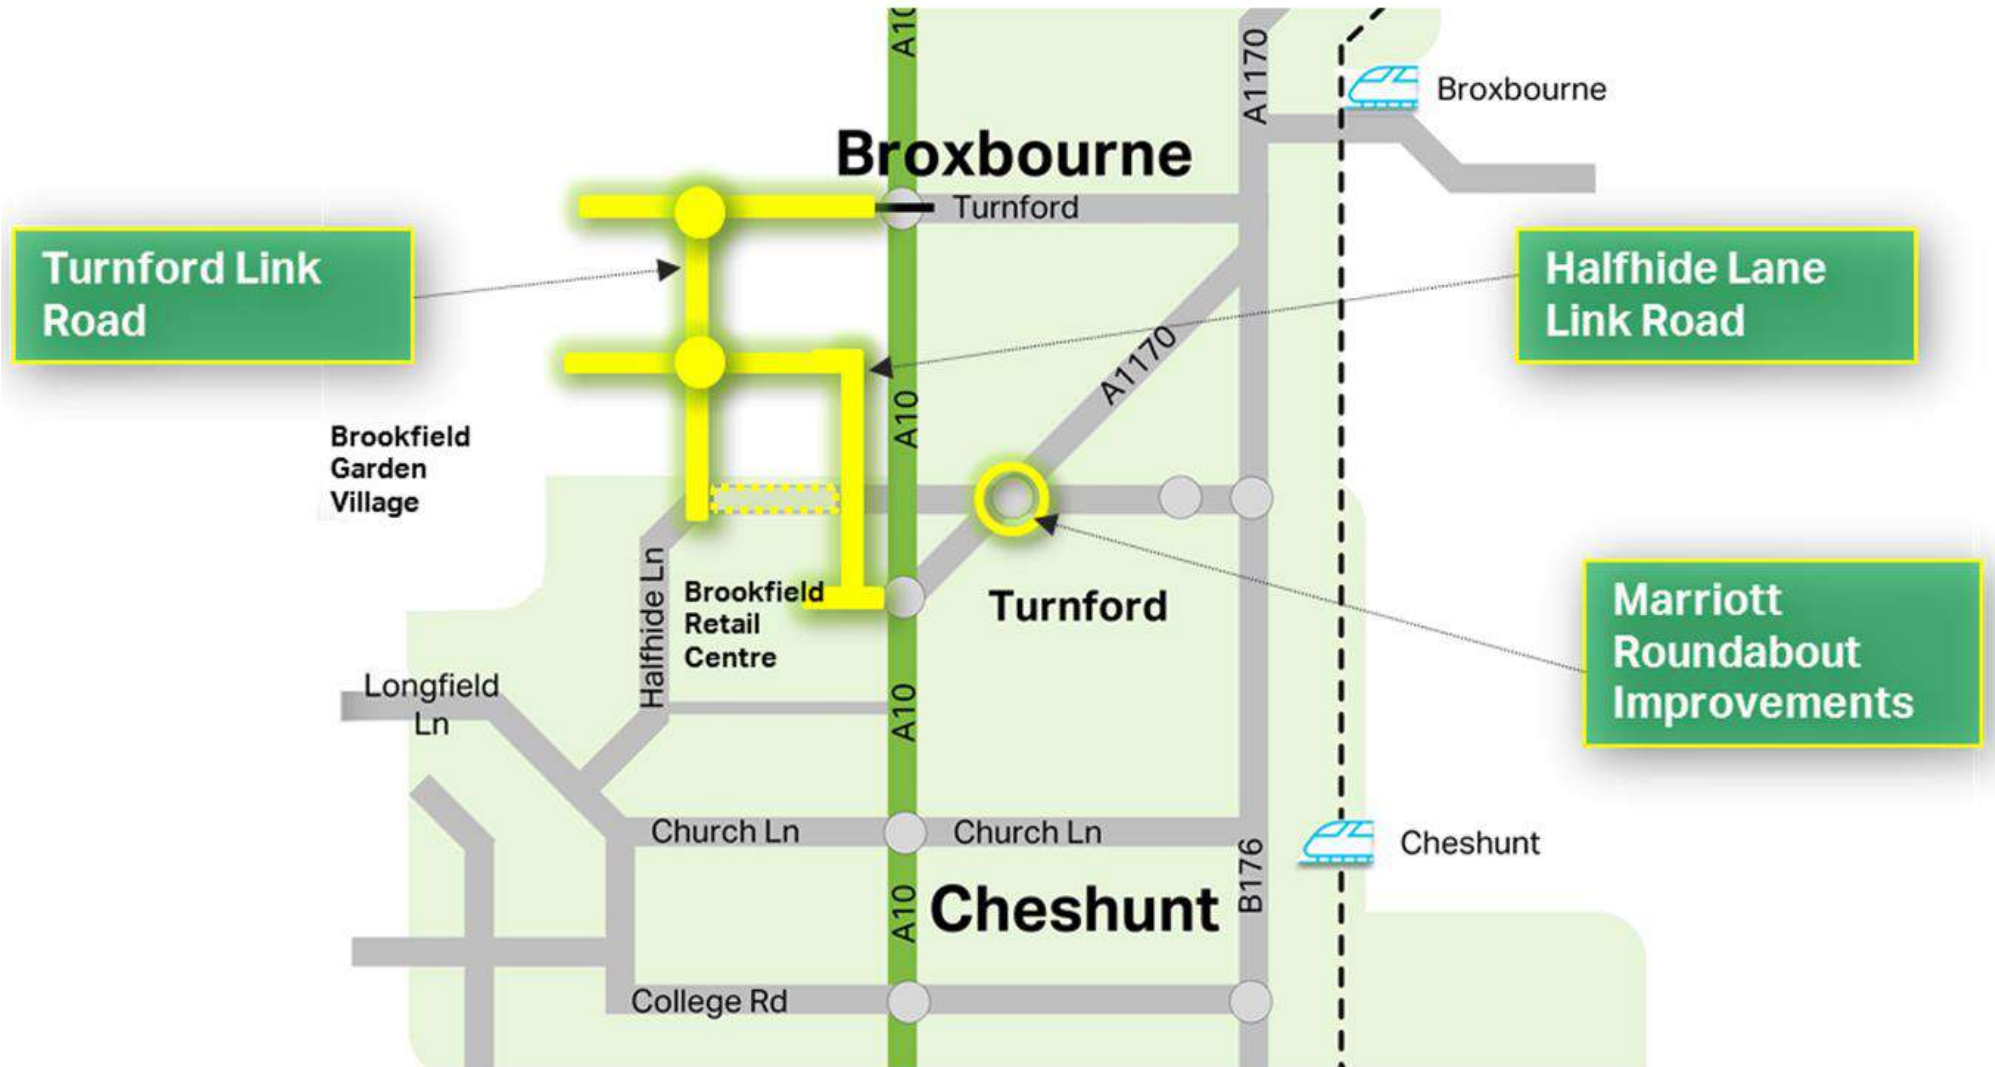 A10
A1170
Broxbourne
Broxbourne
Turnford
Turnford Link
Road
Halfhide Lane
Link Road
A1170
A10
Brookfield
Garden
Village
Halfhide Ln
Brookfield
Retail
Centre
Turnford
Marriott
Roundabout
Improvements
Longfield
Ln
A10
Church Ln
Church Ln
B176
Cheshunt
A10
Cheshunt
College Rd